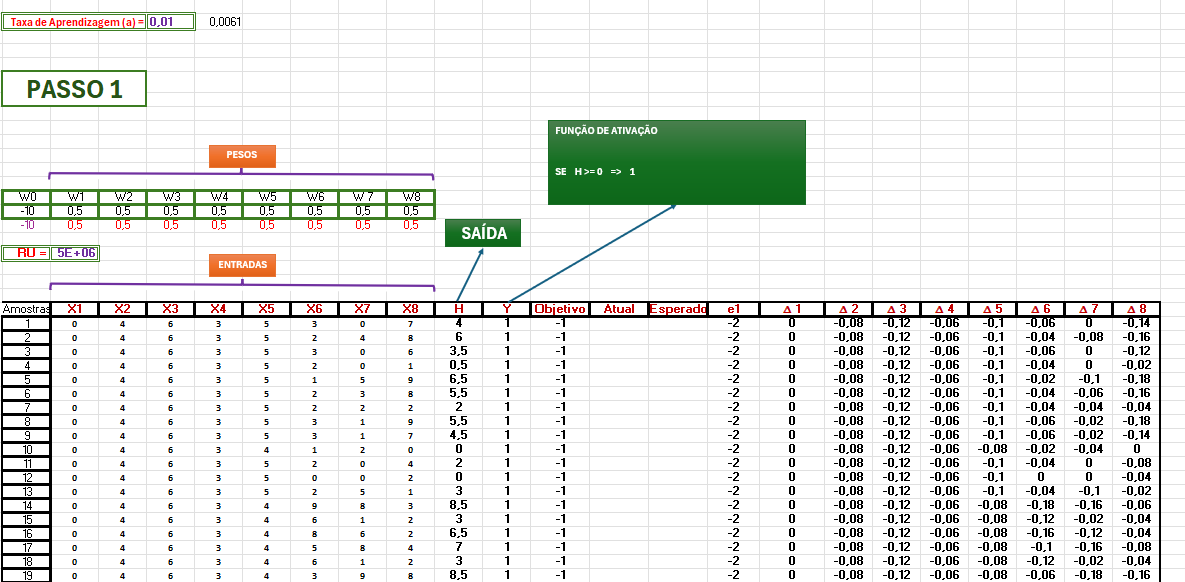 Taxa de Aprendizagem (a) = 0,01 0,0061
PASSO 1
FUNÇÃO DE ATIVAÇÃO
PESOS
SE H >= 0 => 1
W0 W1 W2 W3 W4 W5 W6 W7 W8
-10 0,5 0,5 0,5 0,5 0,5 0,5 0,5 0,5
-10 0,5 0,5 0,5 0,5 0,5 0,5 0,5 0,5
SAÍDA
RU = 5E+06
ENTRADAS
Amostras X1 X2 X3 X4 X5 X6 X7 X8 H Y Objetivo Atual Esperado e1 Δ 1 Δ 2 Δ 3 Δ 4 Δ 5 Δ 6 Δ 7 Δ 8
1 0 4 6 3 5 3 0 7 4 1 -1 -2 0 -0,08 -0,12 -0,06 -0,1 -0,06 0 -0,14
2 0 4 6 3 5 2 4 8 6 1 -1 -2 0 -0,08 -0,12 -0,06 -0,1 -0,04 -0,08 -0,16
3 0 4 6 3 5 3 0 6 3,5 1 -1 -2 0 -0,08 -0,12 -0,06 -0,1 -0,06 0 -0,12
4 0 4 6 3 5 2 0 1 0,5 1 -1 -2 0 -0,08 -0,12 -0,06 -0,1 -0,04 0 -0,02
5 0 4 6 3 5 1 5 9 6,5 1 -1 -2 0 -0,08 -0,12 -0,06 -0,1 -0,02 -0,1 -0,18
6 0 4 6 3 5 2 3 8 5,5 1 -1 -2 0 -0,08 -0,12 -0,06 -0,1 -0,04 -0,06 -0,16
7 0 4 6 3 5 2 2 2 2 1 -1 -2 0 -0,08 -0,12 -0,06 -0,1 -0,04 -0,04 -0,04
8 0 4 6 3 5 3 1 9 5,5 1 -1 -2 0 -0,08 -0,12 -0,06 -0,1 -0,06 -0,02 -0,18
9 0 4 6 3 5 3 1 7 4,5 1 -1 -2 0 -0,08 -0,12 -0,06 -0,1 -0,06 -0,02 -0,14
10 0 4 6 3 4 1 2 0 0 1 -1 -2 0 -0,08 -0,12 -0,06 -0,08 -0,02 -0,04 0
11 0 4 6 3 5 2 0 4 2 1 -1 -2 0 -0,08 -0,12 -0,06 -0,1 -0,04 0 -0,08
12 0 4 6 3 5 0 0 2 0 1 -1 -2 0 -0,08 -0,12 -0,06 -0,1 0 0 -0,04
13 0 4 6 3 5 2 5 1 3 1 -1 -2 0 -0,08 -0,12 -0,06 -0,1 -0,04 -0,1 -0,02
14 0 4 6 3 4 9 8 3 8,5 1 -1 -2 0 -0,08 -0,12 -0,06 -0,08 -0,18 -0,16 -0,06
15 0 4 6 3 4 6 1 2 3 1 -1 -2 0 -0,08 -0,12 -0,06 -0,08 -0,12 -0,02 -0,04
16 0 4 6 3 4 8 6 2 6,5 1 -1 -2 0 -0,08 -0,12 -0,06 -0,08 -0,16 -0,12 -0,04
17 0 4 6 3 4 5 8 4 7 1 -1 -2 0 -0,08 -0,12 -0,06 -0,08 -0,1 -0,16 -0,08
18 0 4 6 3 4 6 1 2 3 1 -1 -2 0 -0,08 -0,12 -0,06 -0,08 -0,12 -0,02 -0,04
19 0 4 6 3 4 3 9 8 8,5 1 -1 -2 0 -0,08 -0,12 -0,06 -0,08 -0,06 -0,18 -0,16